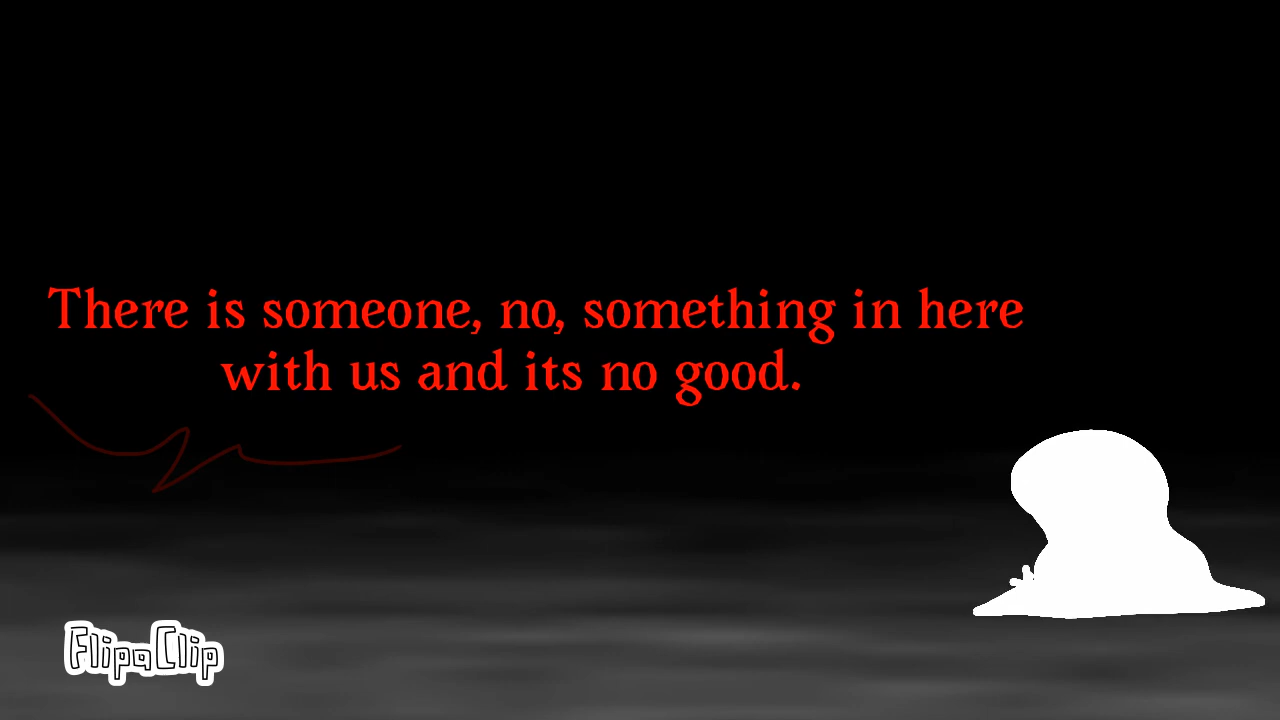 There is someone, no, something in here
with us and its no good.
FlipaClip